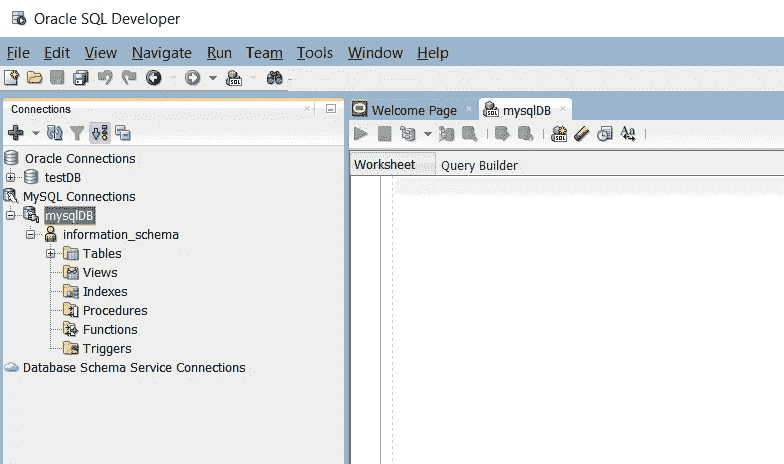 Oracle SQL Developer
File Edit View Navigate Run Team Tools Window Help
Connections
Welcome Page
mysqlDB
Worksheet
Query Builder
Oracle Connections
testDB
MySQL Connections
mysqlDB
information_schema
Tables
Views
Indexes
Procedures
Functions
Triggers
Database Schema Service Connections